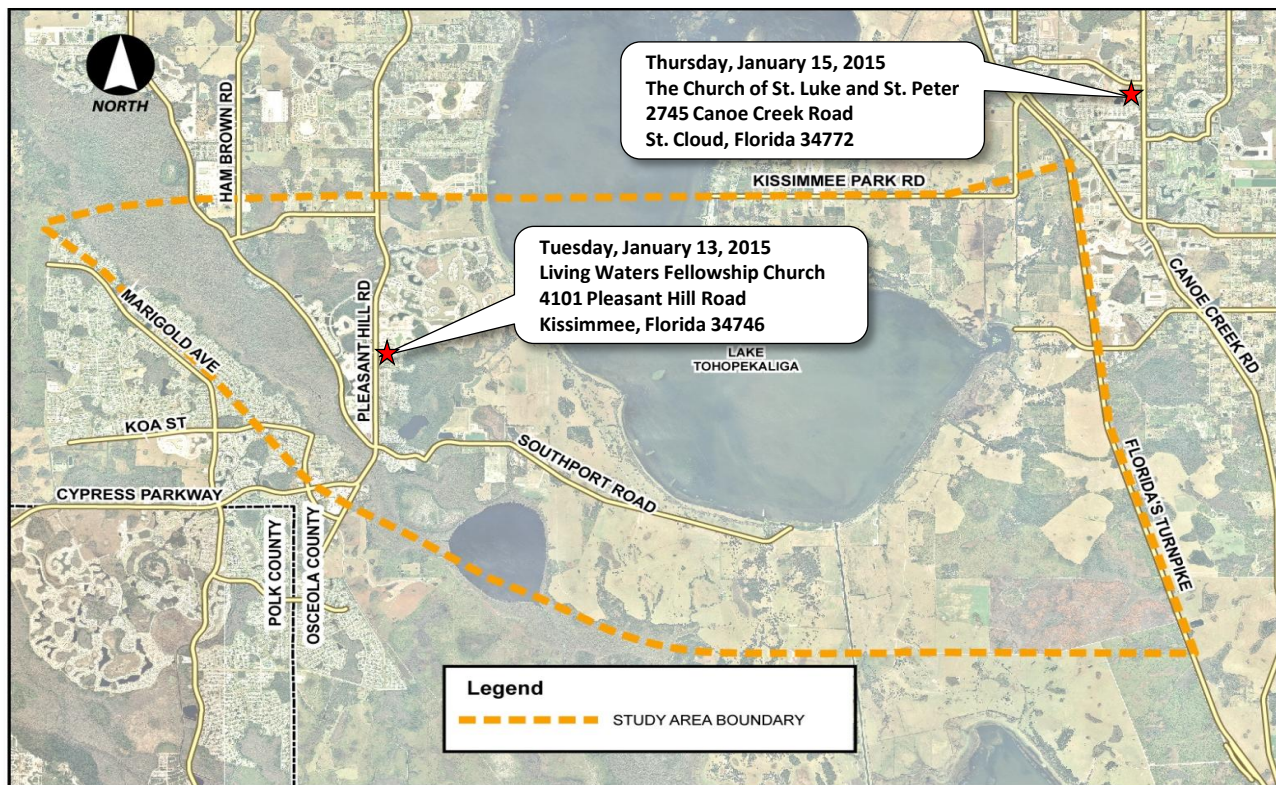 NORTH
HAM BROWN RD
Thursday, January 15, 2015
The Church of St. Luke and St. Peter
2745 Canoe Creek Road
St. Cloud, Florida 34772
KISSIMMEE PARK RD
Tuesday, January 13, 2015
Living Waters Fellowship Church
4101 Pleasant Hill Road
Kissimmee, Florida 34746
MARIGOLD AVE
PLEASANT HILL RD
CANOE CREEK RD
LAKE
TOHOPEKALIGA
KOA ST
SOUTHPORT ROAD
CYPRESS PARKWAY
FLORIDA'S TURNPIKE
POLK COUNTY
OSCEOLA COUNTY
Legend
STUDY AREA BOUNDARY